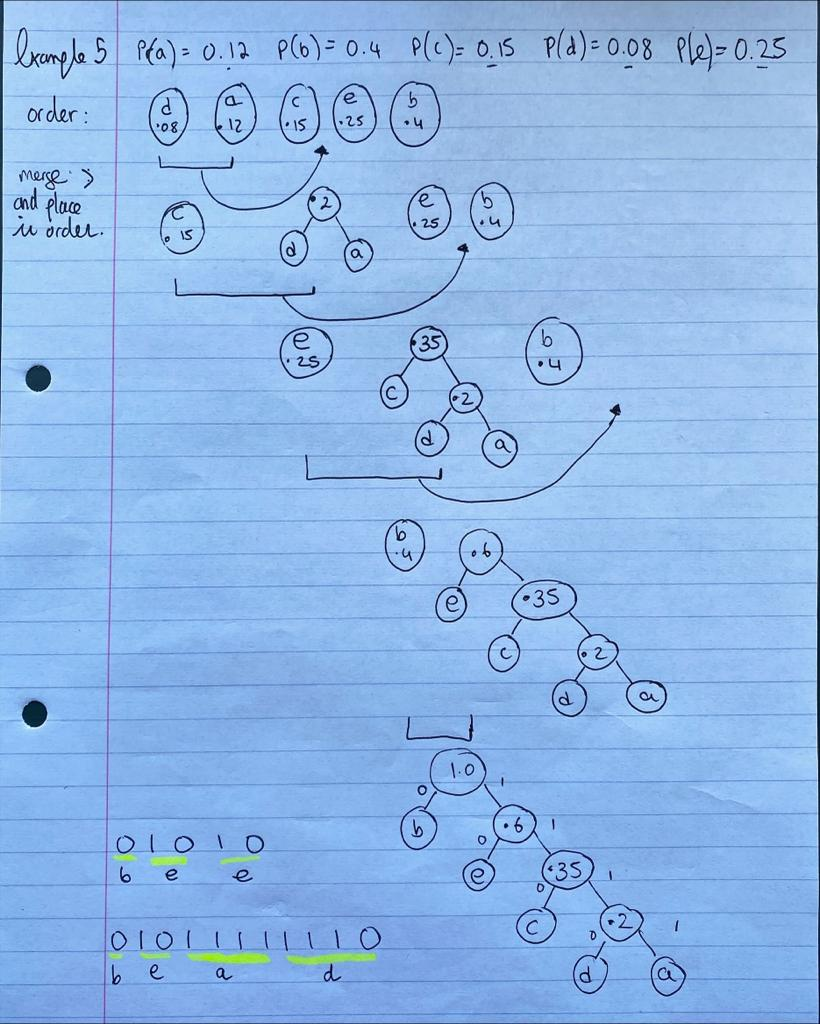 Example 5 P(a) = 0.12 P(b) = 0.4 P(c) = 0.15 P(d) = 0.08 P(e) = 0.25
order: d .08 a .12 c .15 e .25 b .4
merge
and place
in order.
c .15 .2 e .25 b .4
d a
e .25 .35 b .4
c .2
d a
b .4 .6
e .35
c .2
d a
1.0
0 1
b .6
0 1
e .35
0 1
c .2
0 1
d a
0 1 0 1 0
b e e
0 1 0 1 1 1 1 1 1 1 0
b e a d